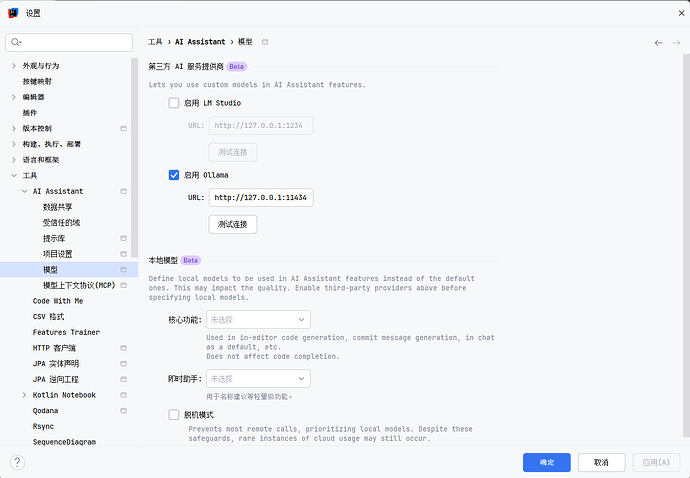 设置
工具 › AI Assistant › 模型
外观与行为
按键映射
编辑器
插件
版本控制
构建、执行、部署
语言和框架
工具
AI Assistant
数据共享
受信任的域
提示库
项目设置
模型
模型上下文协议(MCP)
Code With Me
CSV 格式
Features Trainer
HTTP 客户端
JPA 实体声明
JPA 逆向工程
Kotlin Notebook
Qodana
Rsync
SequenceDiagram
第三方 AI 服务提供商 Beta
Lets you use custom models in AI Assistant features.
启用 LM Studio
URL: http://127.0.0.1:1234
测试连接
启用 Ollama
URL: http://127.0.0.1:11434
测试连接
本地模型 Beta
Define local models to be used in AI Assistant features instead of the default
ones. This may impact the quality. Enable third-party providers above before
specifying local models.
核心功能: 未选择
Used in in-editor code generation, commit message generation, in chat
as a default, etc.
Does not affect code completion.
即时助手: 未选择
用于名称建议等轻量级功能。
脱机模式
Prevents most remote calls, prioritizing local models. Despite these
safeguards, rare instances of cloud usage may still occur.
?
确定
取消
应用(A)